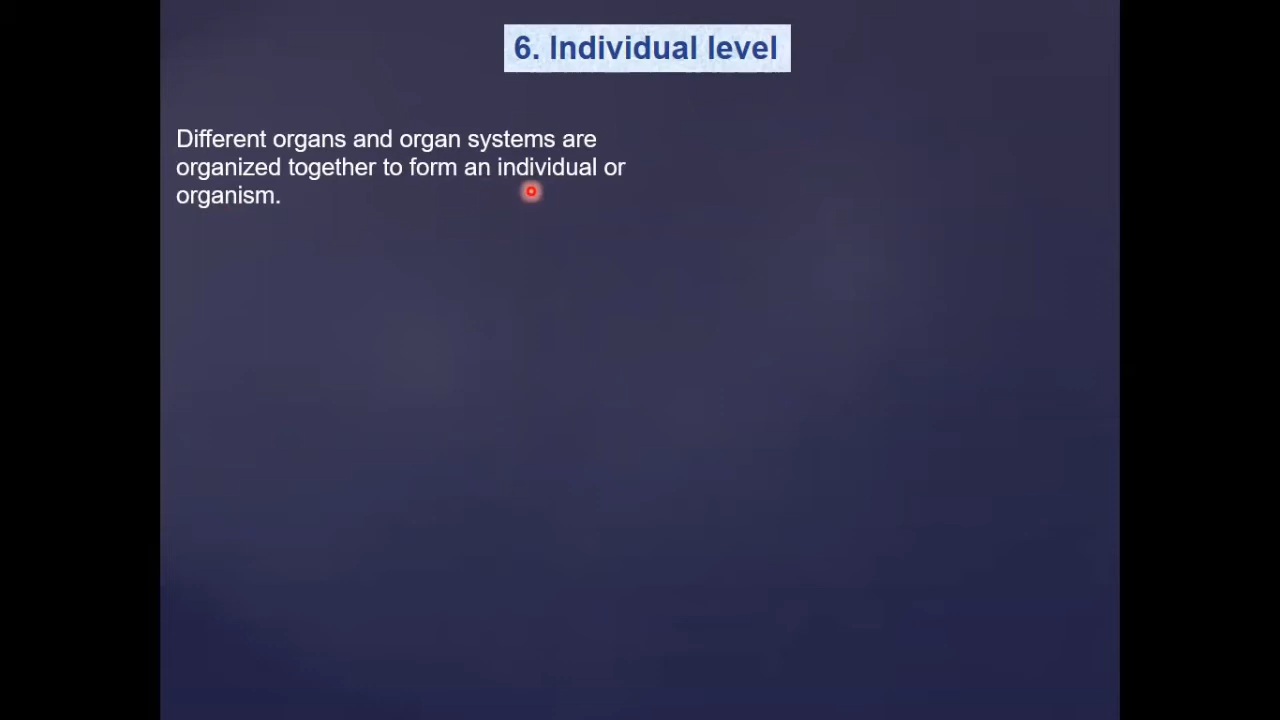 6. Individual level
Different organs and organ systems are
organized together to form an individual or
organism.